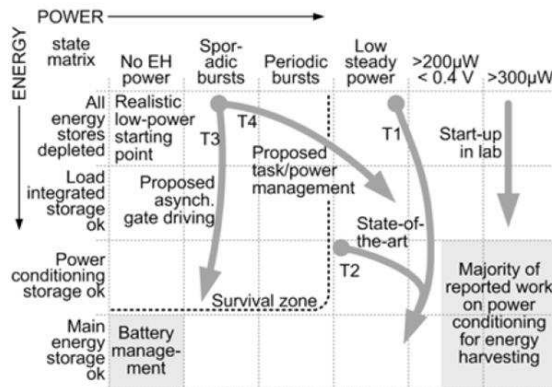 POWER
ENERGY
state
matrix
No EH
power
Spor-
adic
bursts
Periodic
bursts
Low
steady
power
>200µW
< 0.4 V
>300µW
All
energy
stores
depleted
Realistic
low-power
starting
point
T3
T4
T1
Start-up
in lab
Proposed
task/power
management
Load
integrated
storage
ok
Proposed
asynch.
gate driving
State-of-
the-art
Power
conditioning
storage ok
T2
Survival zone
Majority of
reported work
on power
conditioning
for energy
harvesting
Main
energy
storage
ok
Battery
manage-
ment